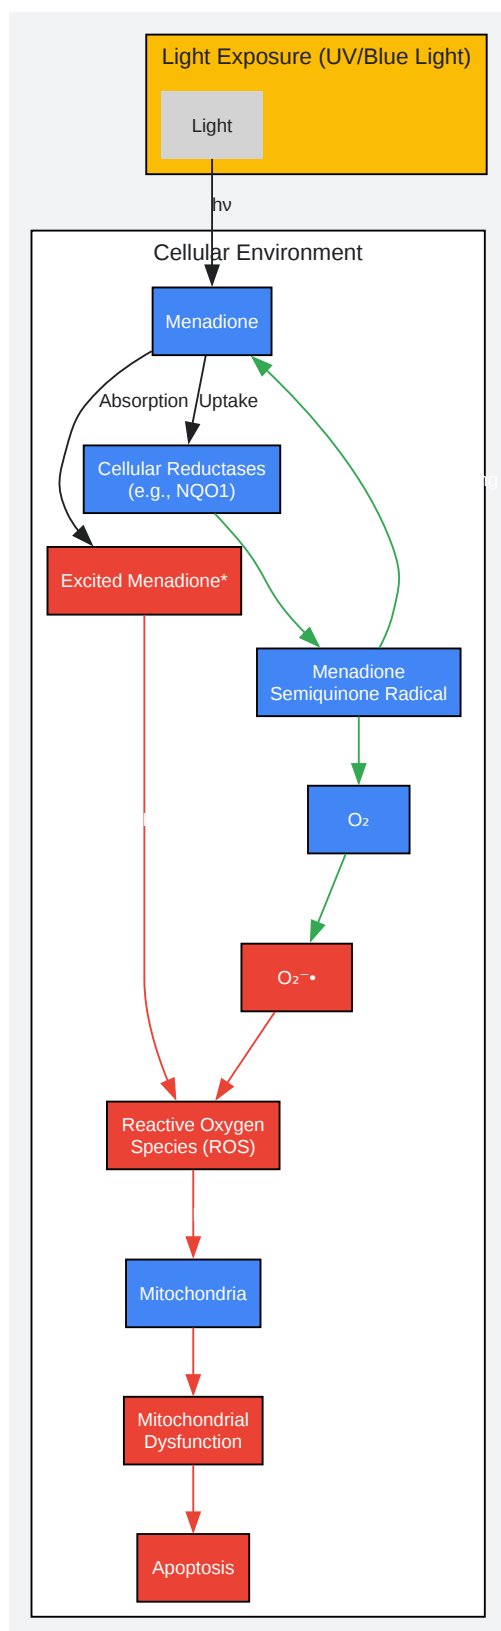 Light Exposure (UV/Blue Light)
Light
hν
Cellular Environment
Menadione
Absorption
Uptake
Cellular Reductases
(e.g., NQO1)
Excited Menadione*
Menadione
Semiquinone Radical
O₂
O₂⁻•
Reactive Oxygen
Species (ROS)
Mitochondria
Mitochondrial
Dysfunction
Apoptosis